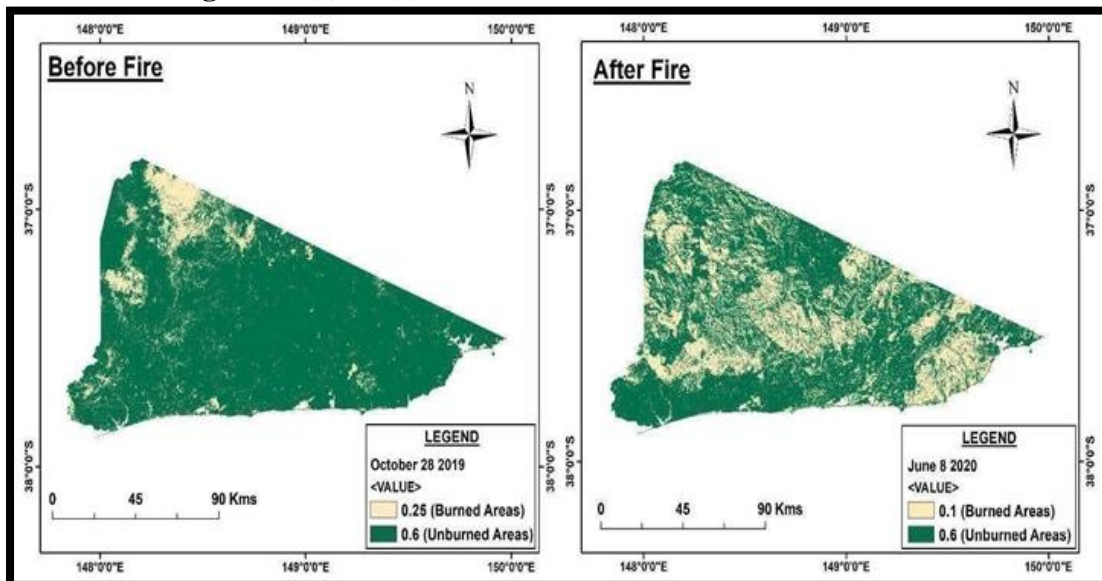 148°0'0"E 149°0'0"E 150°0'0"E
Before Fire
N
37°0'0"S
37°0'0"S
38°0'0"S
38°0'0"S
LEGEND
October 28 2019
<VALUE>
0.25 (Burned Areas)
0.6 (Unburned Areas)
0 45 90 Kms
148°0'0"E 149°0'0"E 150°0'0"E
148°0'0"E 149°0'0"E 150°0'0"E
After Fire
N
37°0'0"S
37°0'0"S
38°0'0"S
38°0'0"S
LEGEND
June 8 2020
<VALUE>
0.1 (Burned Areas)
0.6 (Unburned Areas)
0 45 90 Kms
148°0'0"E 149°0'0"E 150°0'0"E